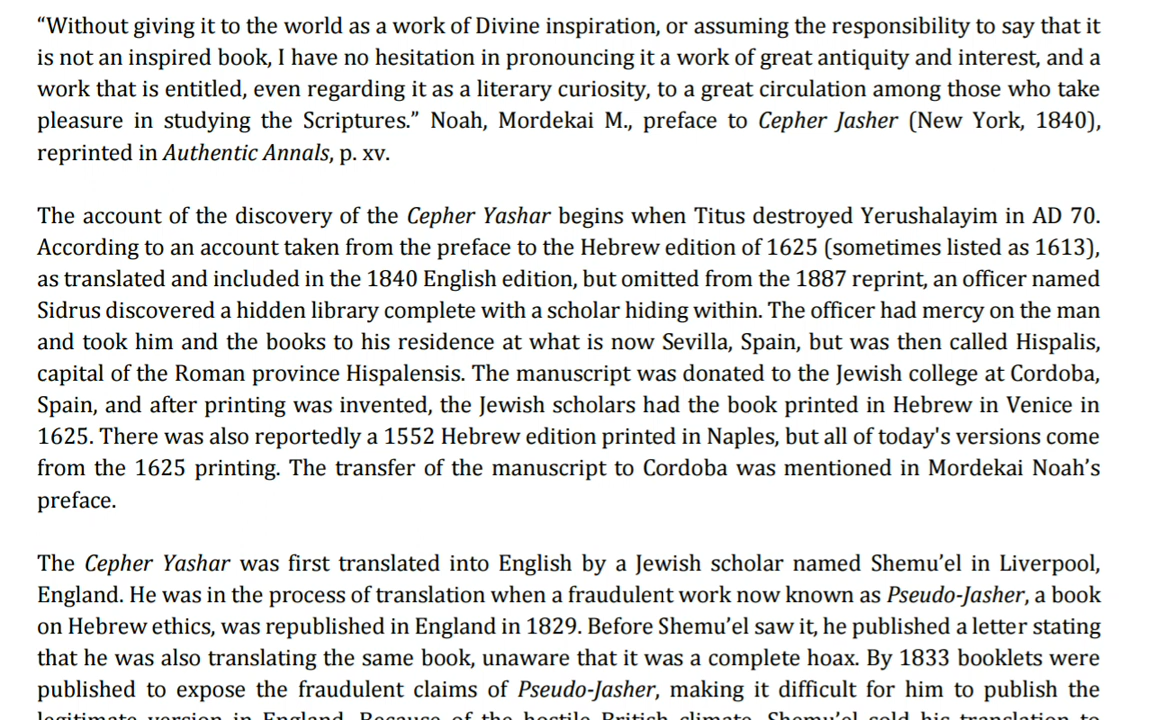 “Without giving it to the world as a work of Divine inspiration, or assuming the responsibility to say that it
is not an inspired book, I have no hesitation in pronouncing it a work of great antiquity and interest, and a
work that is entitled, even regarding it as a literary curiosity, to a great circulation among those who take
pleasure in studying the Scriptures.” Noah, Mordekai M., preface to Cepher Jasher (New York, 1840),
reprinted in Authentic Annals, p. xv.
The account of the discovery of the Cepher Yashar begins when Titus destroyed Yerushalayim in AD 70.
According to an account taken from the preface to the Hebrew edition of 1625 (sometimes listed as 1613),
as translated and included in the 1840 English edition, but omitted from the 1887 reprint, an officer named
Sidrus discovered a hidden library complete with a scholar hiding within. The officer had mercy on the man
and took him and the books to his residence at what is now Sevilla, Spain, but was then called Hispalis,
capital of the Roman province Hispalensis. The manuscript was donated to the Jewish college at Cordoba,
Spain, and after printing was invented, the Jewish scholars had the book printed in Hebrew in Venice in
1625. There was also reportedly a 1552 Hebrew edition printed in Naples, but all of today's versions come
from the 1625 printing. The transfer of the manuscript to Cordoba was mentioned in Mordekai Noah’s
preface.
The Cepher Yashar was first translated into English by a Jewish scholar named Shemu’el in Liverpool,
England. He was in the process of translation when a fraudulent work now known as Pseudo-Jasher, a book
on Hebrew ethics, was republished in England in 1829. Before Shemu’el saw it, he published a letter stating
that he was also translating the same book, unaware that it was a complete hoax. By 1833 booklets were
published to expose the fraudulent claims of Pseudo-Jasher, making it difficult for him to publish the
legitimate version in England. Because of the hostile British climate, Shemu’el sold his translation to